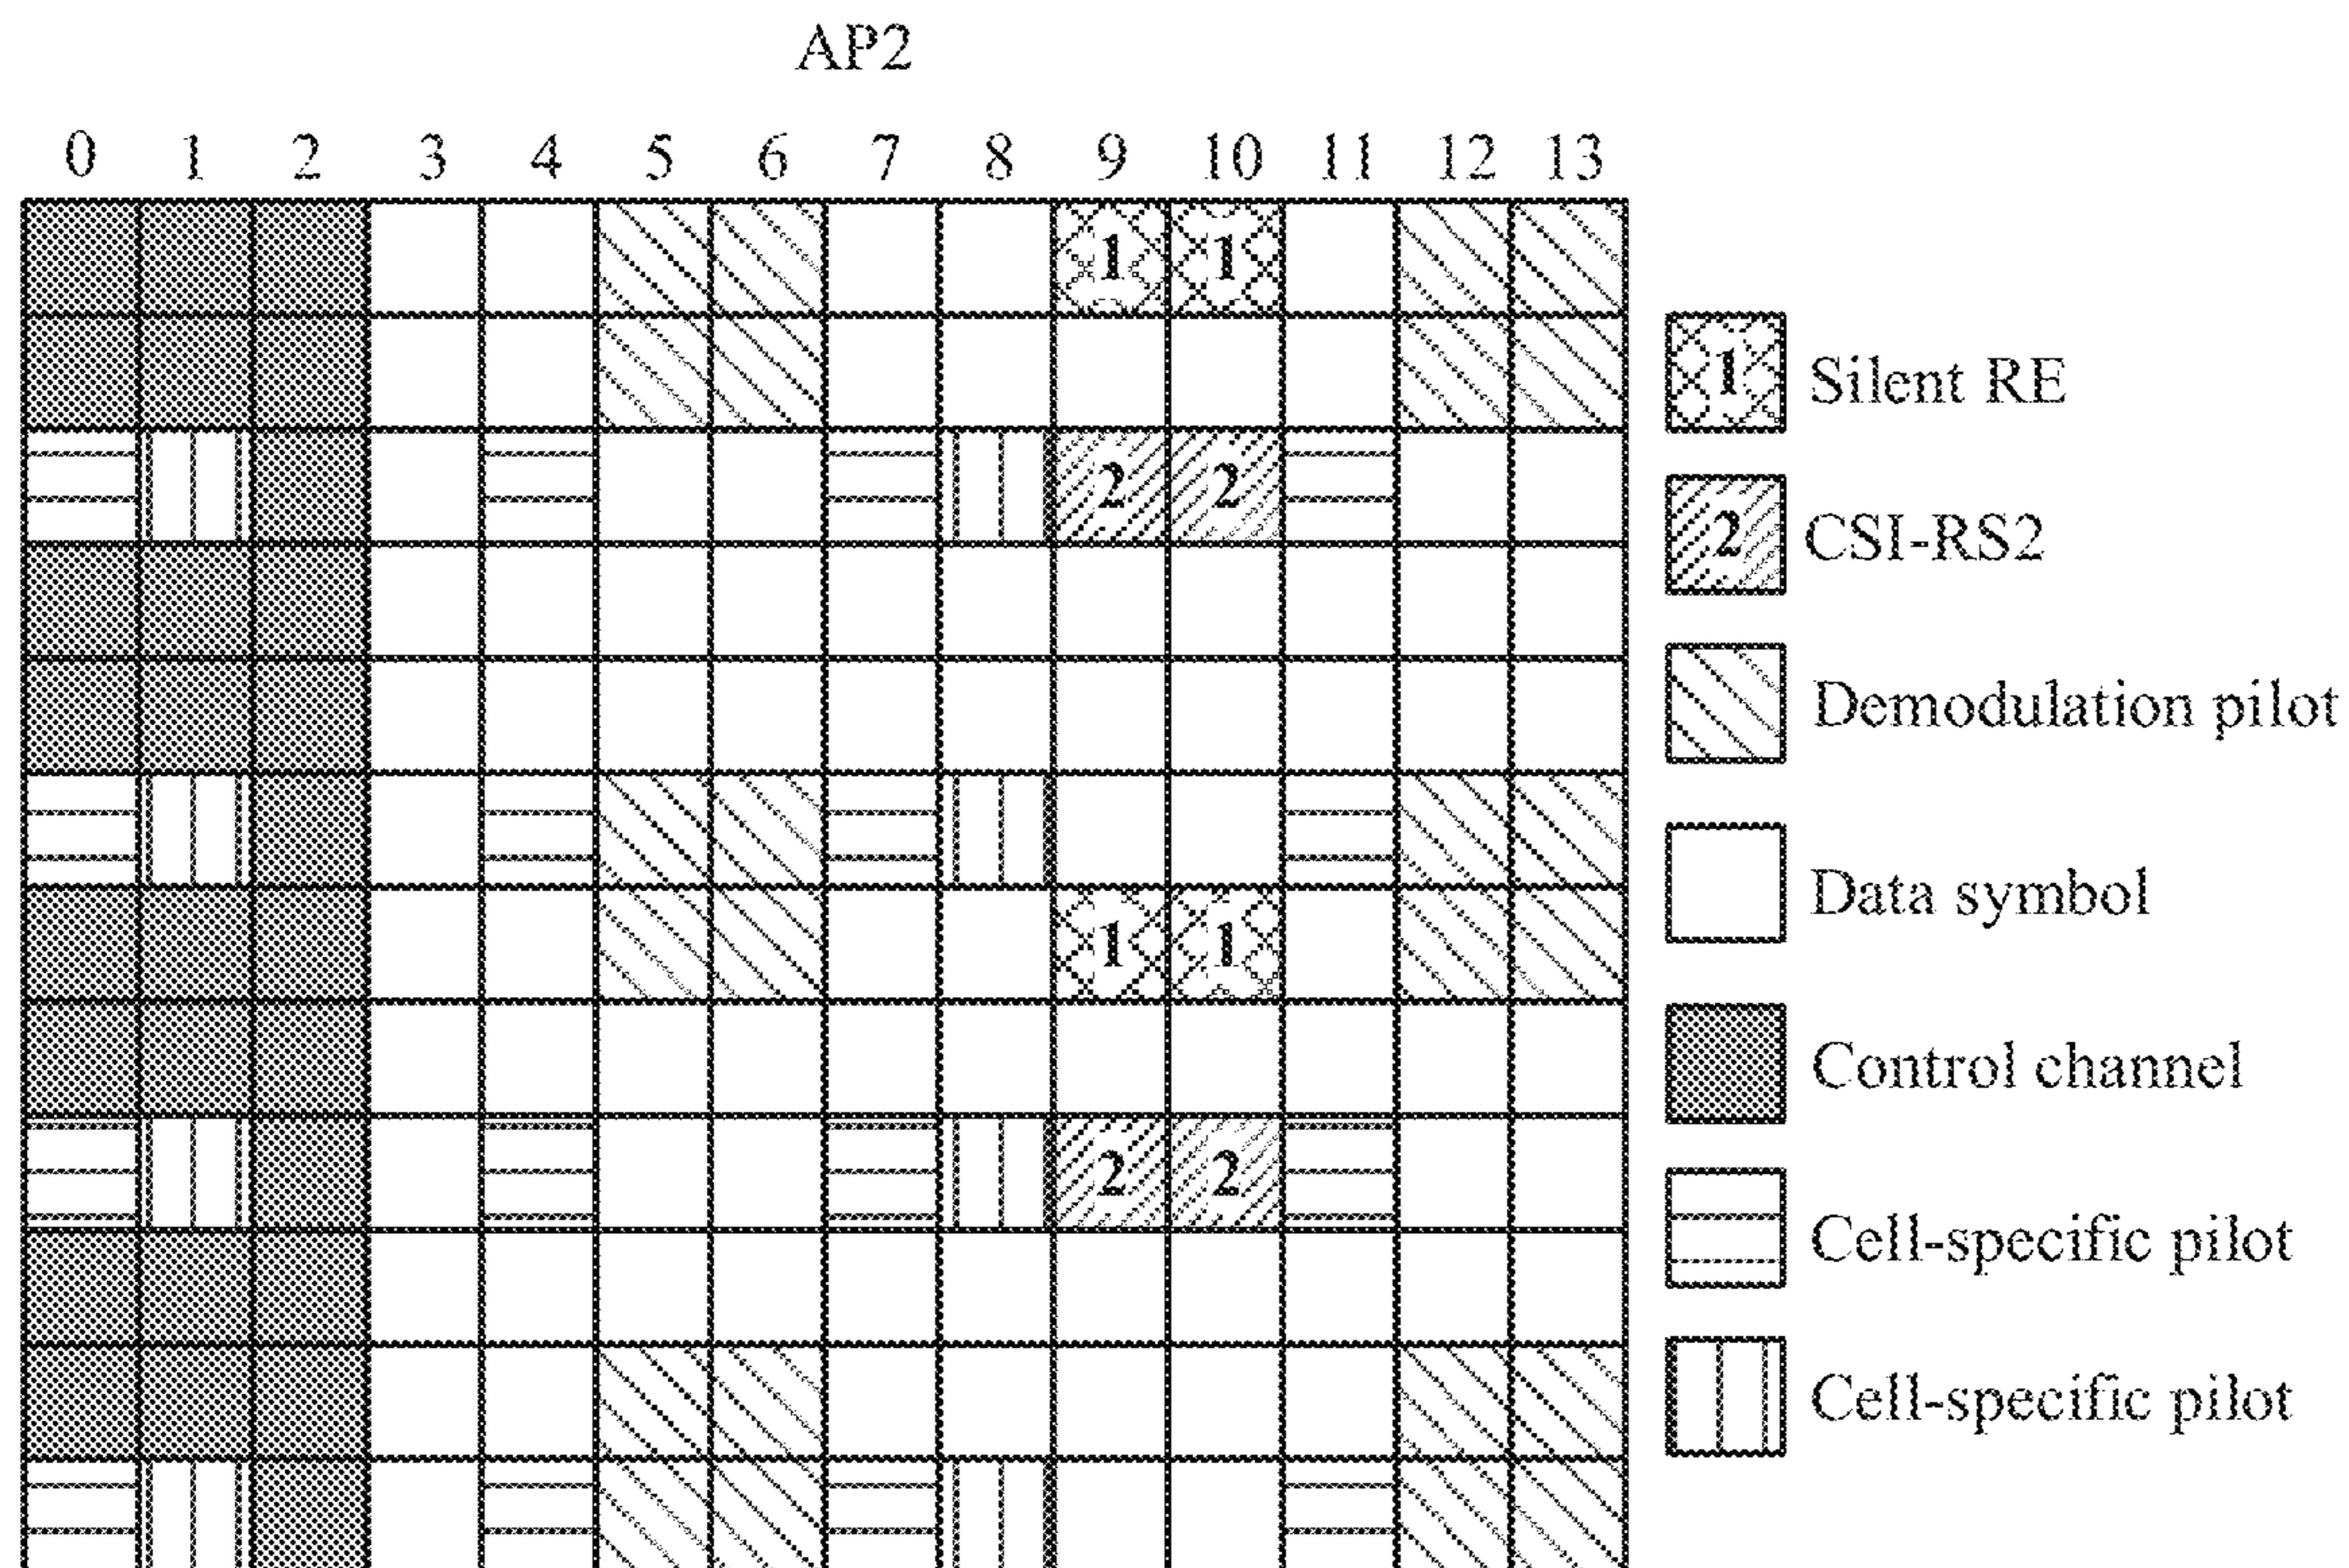 AP2
0 1 2 3 4 5 6 7 8 9 10 11 12 13
1 1
1 Silent RE
2 2
2 CSI-RS2
Demodulation pilot
Data symbol
1 1
Control channel
2 2
Cell-specific pilot
Cell-specific pilot